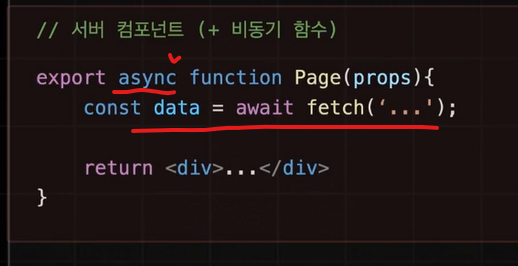 // 서버 컴포넌트 (+ 비동기 함수)
export async function Page(props){
const data = await fetch(‘...');
return <div>...</div>
}